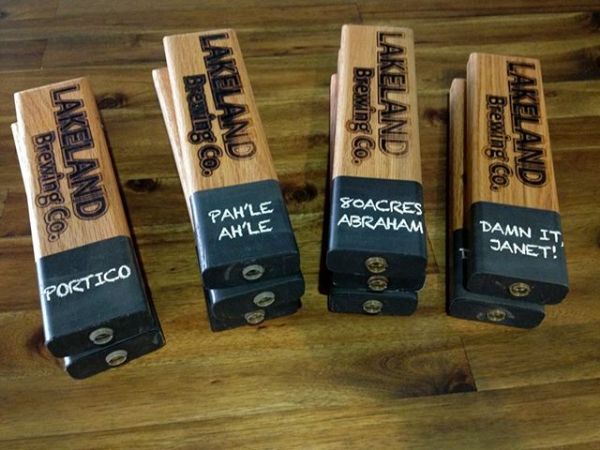 LAKELAND
Brewing Co.
PORTICO
LAKELAND
Brewing Co.
PAH'LE
AH'LE
LAKELAND
Brewing Co.
80ACRES
ABRAHAM
LAKELAND
Brewing Co.
DAMN IT,
JANET!